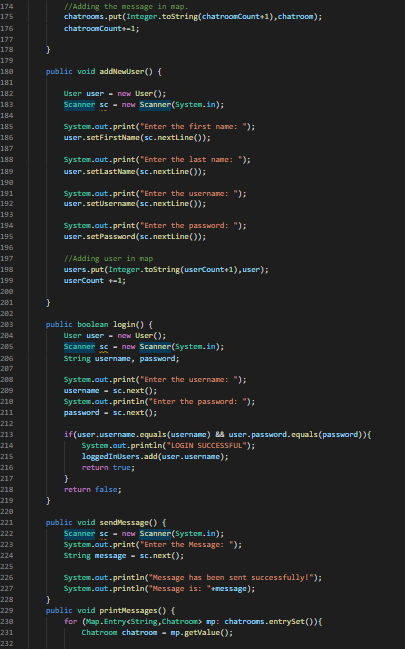 174 //Adding the message in map.
175 chatrooms.put(Integer.toString(chatroomCount+1),chatroom);
176 chatroomCount+=1;
177
178 }
179
180 public void addNewUser() {
181
182 User user = new User();
183 Scanner sc = new Scanner(System.in);
184
185 System.out.print("Enter the first name: ");
186 user.setFirstName(sc.nextLine());
187
188 System.out.print("Enter the last name: ");
189 user.setLastName(sc.nextLine());
190
191 System.out.print("Enter the username: ");
192 user.setUsername(sc.nextLine());
193
194 System.out.print("Enter the password: ");
195 user.setPassword(sc.nextLine());
196
197 //Adding user in map
198 users.put(Integer.toString(userCount+1),user);
199 userCount +=1;
200
201 }
202
203 public boolean login() {
204 User user = new User();
205 Scanner sc = new Scanner(System.in);
206 String username, password;
207
208 System.out.print("Enter the username: ");
209 username = sc.next();
210 System.out.println("Enter the password: ");
211 password = sc.next();
212
213 if(user.username.equals(username) && user.password.equals(password)){
214 System.out.println("LOGIN SUCCESSFUL");
215 loggedInUsers.add(user.username);
216 return true;
217 }
218 return false;
219 }
220
221 public void sendMessage() {
222 Scanner sc = new Scanner(System.in);
223 System.out.print("Enter the Message: ");
224 String message = sc.next();
225
226 System.out.println("Message has been sent successfully!");
227 System.out.println("Message is: "+message);
228 }
229 public void printMessages() {
230 for (Map.Entry<String,Chatroom> mp: chatrooms.entrySet()){
231 Chatroom chatroom = mp.getValue();
232